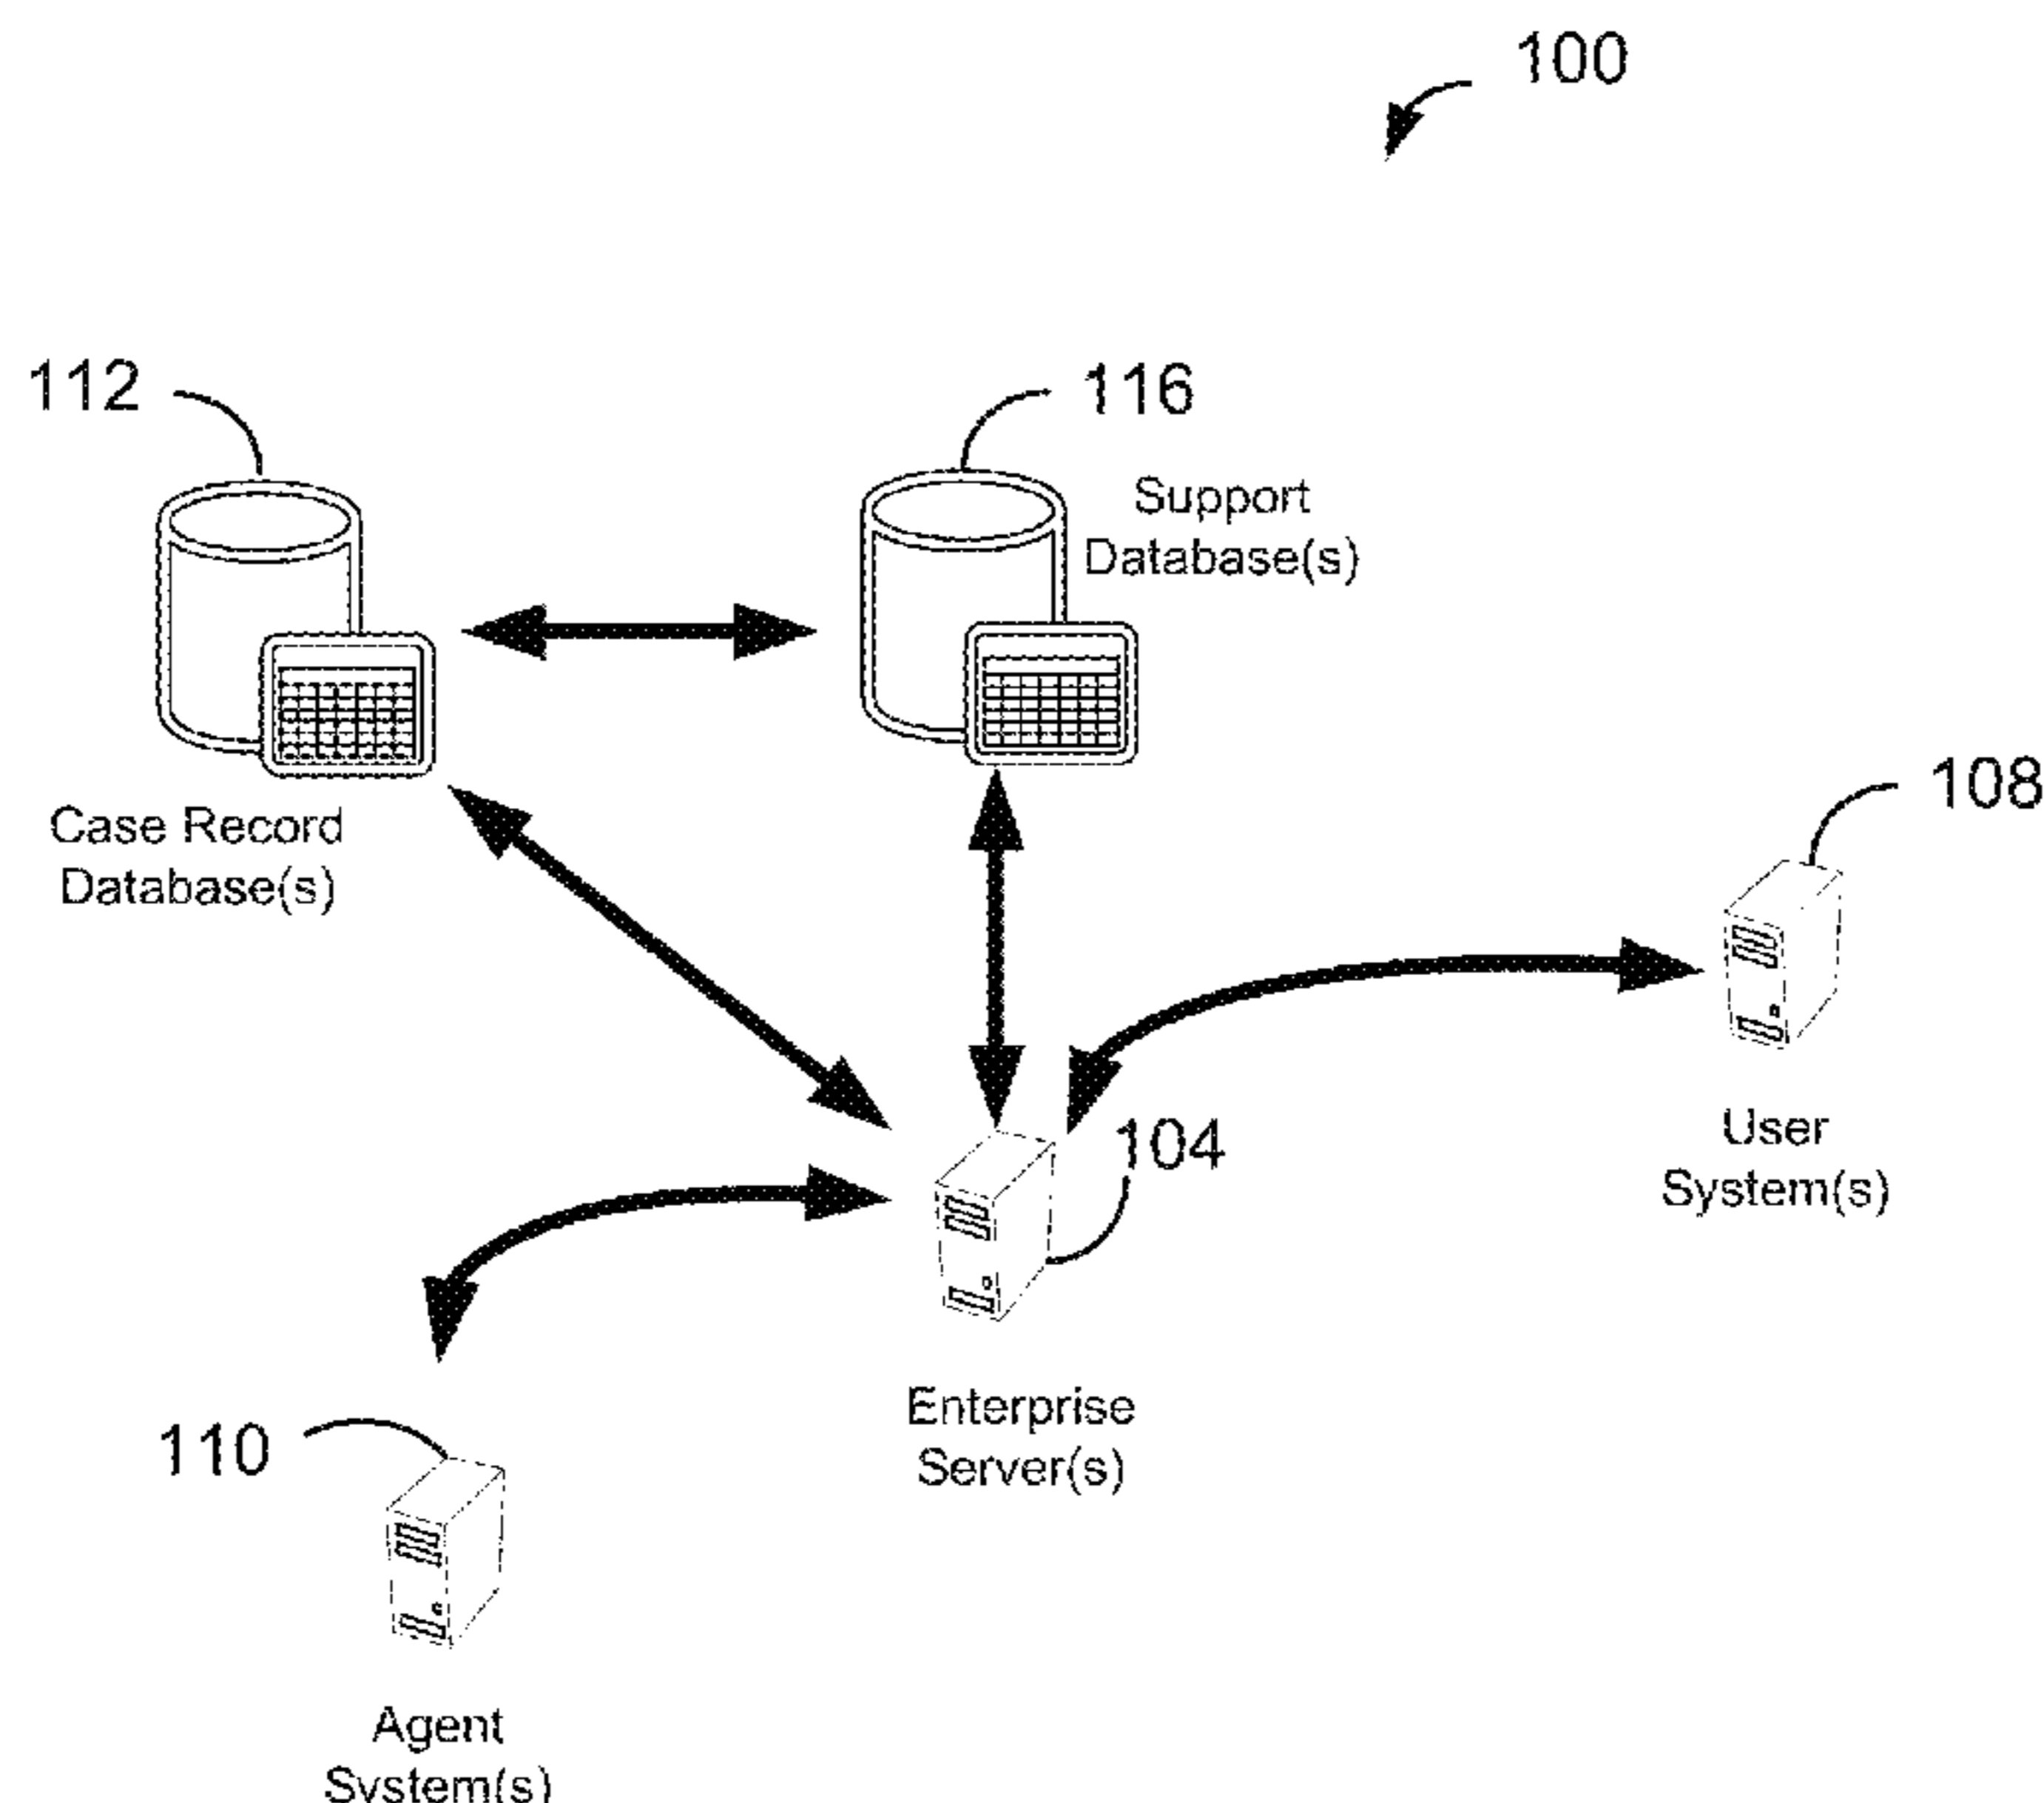 100
112
116
Support
Database(s)
108
Case Record
Database(s)
104
User
System(s)
Enterprise
Server(s)
110
Agent
System(s)